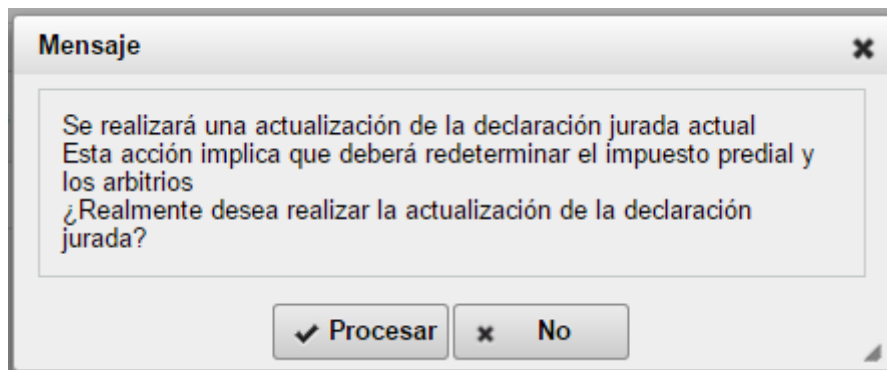 Mensaje
Se realizará una actualización de la declaración jurada actual
Esta acción implica que deberá redeterminar el impuesto predial y
los arbitrios
¿Realmente desea realizar la actualización de la declaración
jurada?
Procesar No